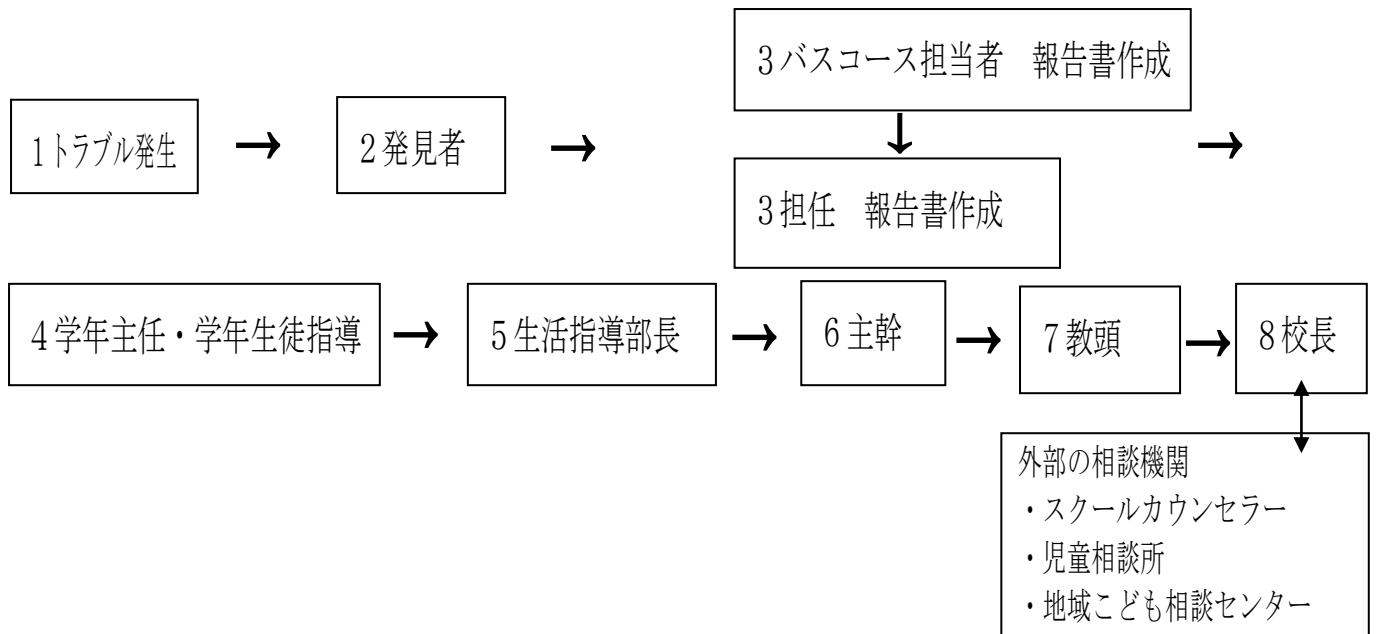 3バスコース担当者　報告書作成
1トラブル発生
→
2発見者
→
↓
→
3担任　報告書作成
4学年主任・学年生徒指導
→
5生活指導部長
→
6主幹
→
7教頭
→
8校長
外部の相談機関
・スクールカウンセラー
・児童相談所
・地域こども相談センター